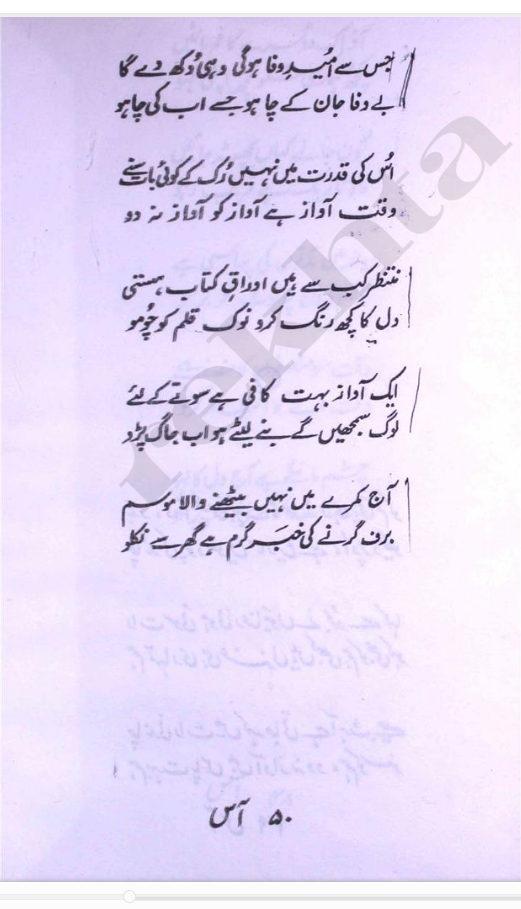 جس سے اُمیدِ وفا ہوگی وہی دُکھ دے گا
بے وفا جان کے چاہو جسے اب کی چاہو
اُس کی قدرت میں نہیں رُک کے کوئی بات سنے
وقت آواز ہے آواز کو آواز نہ دو
منتظر کب سے ہیں اوراقِ کتاب ہستی
دل کا کچھ رنگ کرو نوک قلم کو چُومو
ایک آواز بہت کافی ہے سوتے کے لئے
لوگ سمجھیں گے بنے لیٹے ہو اب جاگ پڑو
آج کمرے میں نہیں بیٹھنے والا موسم
برف گرنے کی خبر گرم ہے گھر سے نکلو
۵۰ آس
rekhta